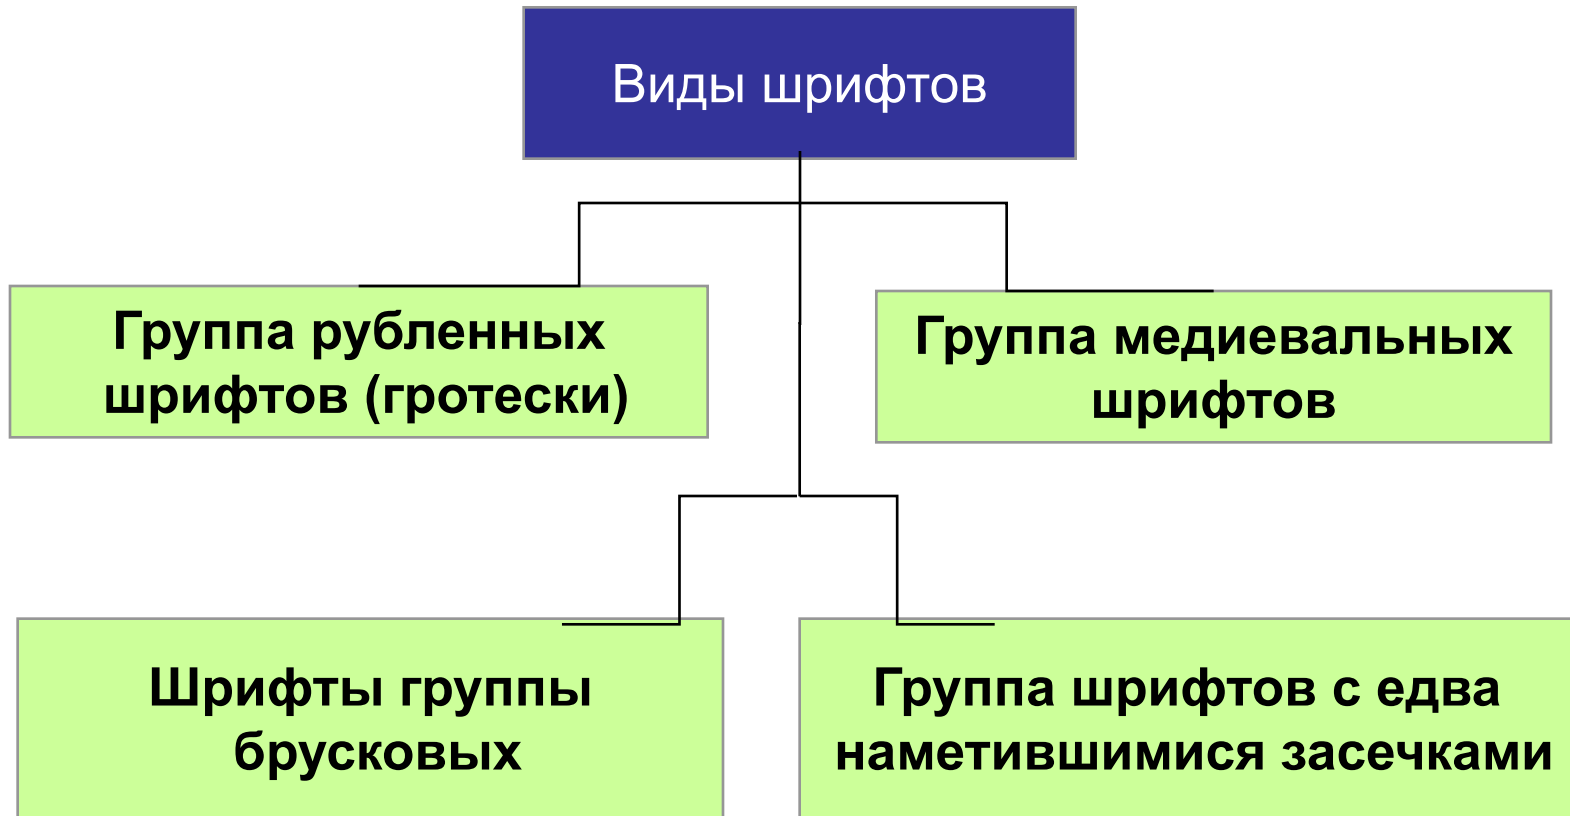 Виды шрифтов
Группа рубленных
шрифтов (гротески)
Группа медиевальных
шрифтов
Шрифты группы
брусковых
Группа шрифтов с едва
наметившимися засечками